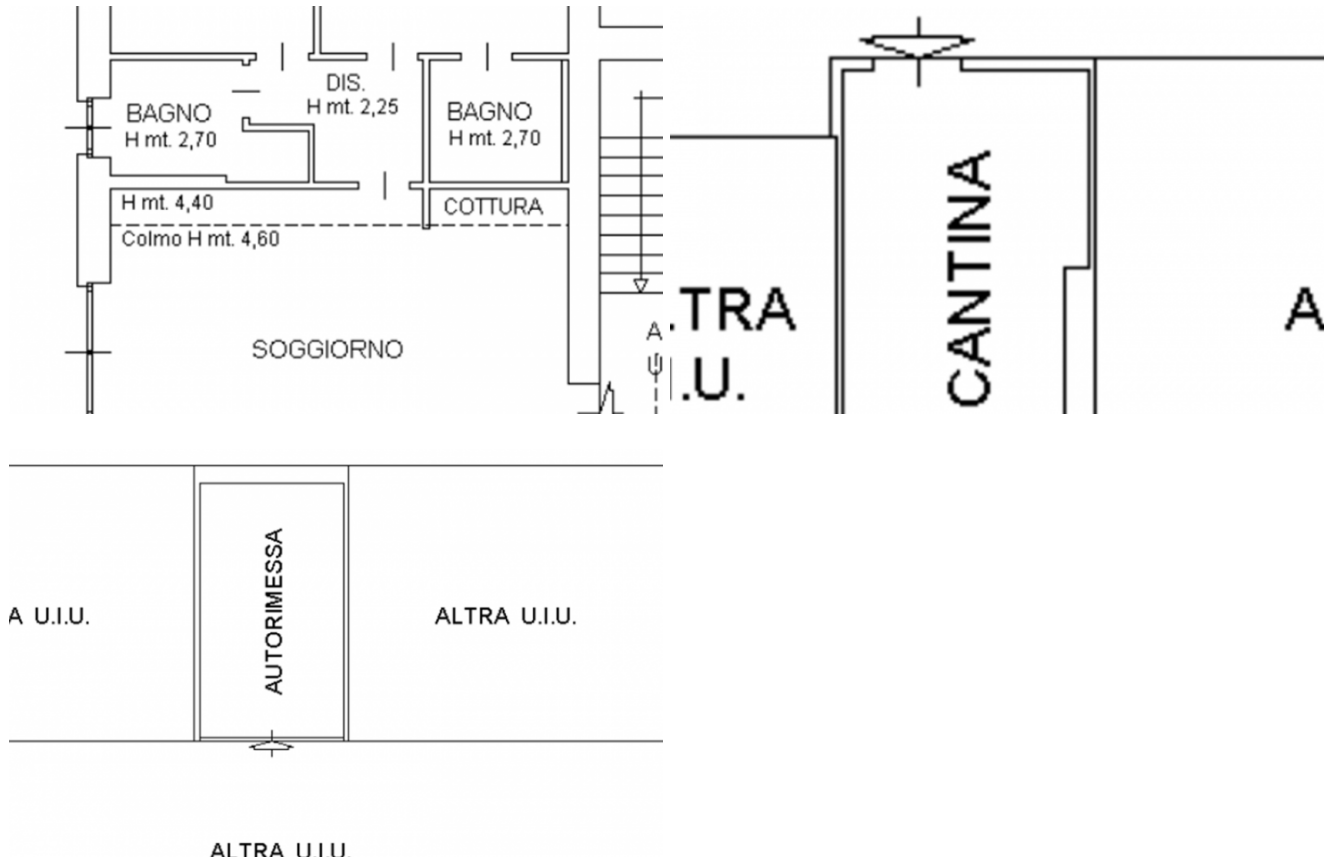 DIS.
H mt. 2,25
BAGNO
H mt. 2,70
BAGNO
H mt. 2,70
H mt. 4,40
COTTURA
Colmo H mt. 4,60
SOGGIORNO
A
U
CANTINA
.TRA
.U.
A
AUTORIMESSA
A U.I.U.
ALTRA U.I.U.
ALTRA U.I.U.